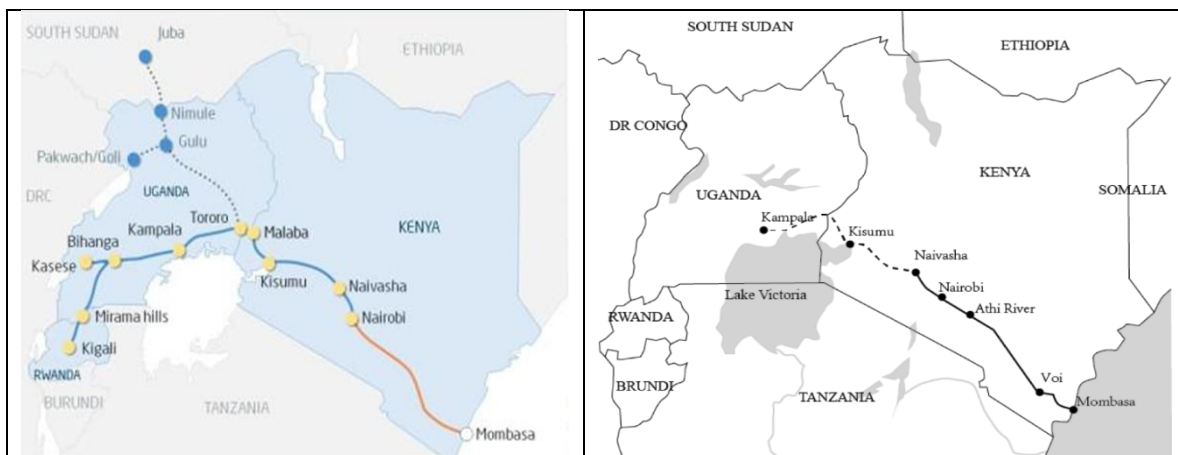 SOUTH SUDAN
Juba
ETHIOPIA
Nimule
Gulu
Pakwach/Goli
DRC
UGANDA
Tororo
Kampala
Malaba
KENYA
Bihanga
Kasese
Kisumu
Naivasha
Mirama hills
Nairobi
Kigali
RWANDA
BURUNDI
TANZANIA
Mombasa
SOUTH SUDAN
ETHIOPIA
DR CONGO
KENYA
UGANDA
SOMALIA
Kampala
Kisumu
Naivasha
Lake Victoria
Nairobi
Athi River
RWANDA
BRUNDI
Voi
TANZANIA
Mombasa